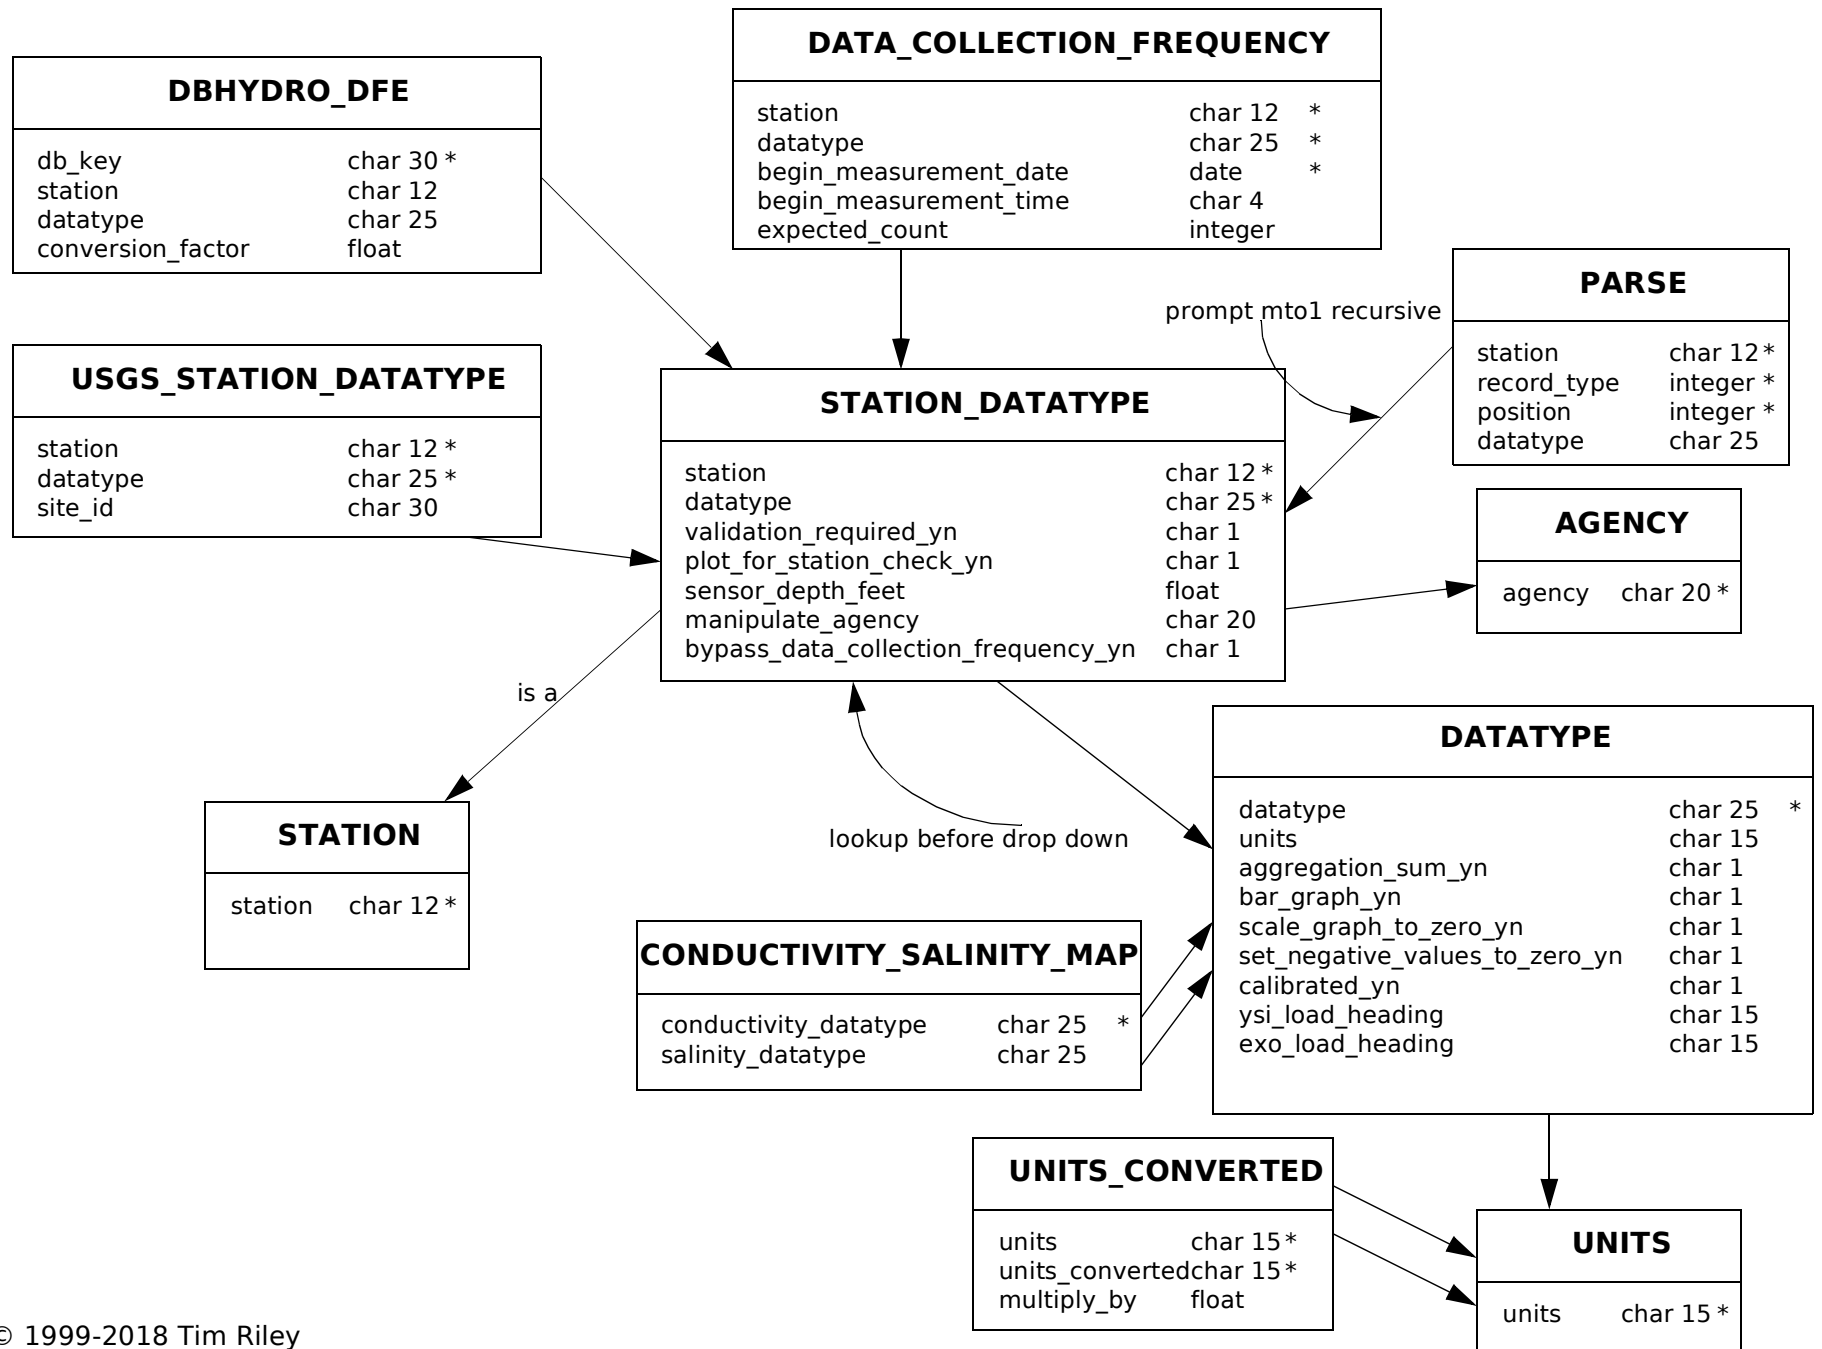 DATA_COLLECTION_FREQUENCY
station char 12 *
datatype char 25 *
begin_measurement_date date *
begin_measurement_time char 4
expected_count integer
DBHYDRO_DFE
db_key char 30 *
station char 12
datatype char 25
conversion_factor float
PARSE
station char 12 *
record_type integer *
position integer *
datatype char 25
prompt mto1 recursive
USGS_STATION_DATATYPE
station char 12 *
datatype char 25 *
site_id char 30
STATION_DATATYPE
station char 12 *
datatype char 25 *
validation_required_yn char 1
plot_for_station_check_yn char 1
sensor_depth_feet float
manipulate_agency char 20
bypass_data_collection_frequency_yn char 1
AGENCY
agency char 20 *
is a
STATION
station char 12 *
lookup before drop down
DATATYPE
datatype char 25 *
units char 15
aggregation_sum_yn char 1
bar_graph_yn char 1
scale_graph_to_zero_yn char 1
set_negative_values_to_zero_yn char 1
calibrated_yn char 1
ysi_load_heading char 15
exo_load_heading char 15
CONDUCTIVITY_SALINITY_MAP
conductivity_datatype char 25 *
salinity_datatype char 25
UNITS_CONVERTED
units char 15 *
units_converted char 15 *
multiply_by float
UNITS
units char 15 *
© 1999-2018 Tim Riley